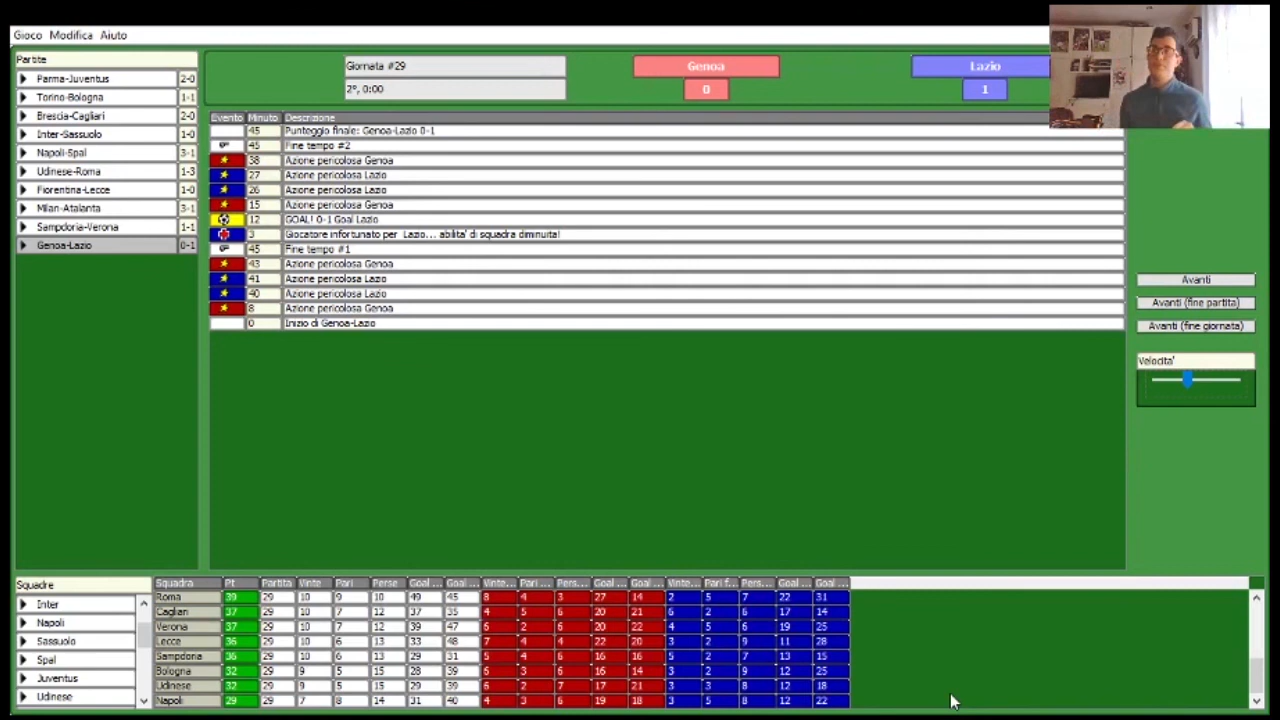 Gioco Modifica Aiuto
Partite
Parma-Juventus 2-0
Torino-Bologna 1-1
Brescia-Cagliari 2-0
Inter-Sassuolo 1-0
Napoli-Spal 3-1
Udinese-Roma 1-3
Fiorentina-Lecce 1-0
Milan-Atalanta 3-1
Sampdoria-Verona 1-1
Genoa-Lazio 0-1
Giornata #29
2°, 0:00
Genoa Lazio
0 1
Evento Minuto Descrizione
45 Punteggio finale: Genoa-Lazio 0-1
45 Fine tempo #2
38 Azione pericolosa Genoa
27 Azione pericolosa Lazio
26 Azione pericolosa Lazio
15 Azione pericolosa Genoa
12 GOAL! 0-1 Goal Lazio
3 Giocatore infortunato per Lazio... abilita' di squadra diminuita!
45 Fine tempo #1
43 Azione pericolosa Genoa
41 Azione pericolosa Lazio
40 Azione pericolosa Lazio
8 Azione pericolosa Genoa
0 Inizio di Genoa-Lazio
Avanti
Avanti (fine partita)
Avanti (fine giornata)
Velocita'
Squadre
Inter
Napoli
Sassuolo
Spal
Juventus
Udinese
Squadra Pt Partita Vinte Pari Perse Goal ... Goal ... Vinte... Pari ... Pers... Goal ... Goal ... Vinte... Pari f... Pers... Goal ... Goal ...
Roma 39 29 10 9 10 49 45 8 4 3 27 14 2 5 7 22 31
Cagliari 37 29 10 7 12 37 35 4 5 6 20 21 6 2 6 17 14
Verona 37 29 10 7 12 39 47 6 2 6 20 22 4 5 6 19 25
Lecce 36 29 10 6 13 33 48 7 4 4 22 20 3 2 9 11 28
Sampdoria 36 29 10 6 13 29 31 5 4 6 16 16 5 2 7 13 15
Bologna 32 29 9 5 15 28 39 6 3 6 16 14 3 2 9 12 25
Udinese 32 29 9 5 15 29 39 6 2 7 17 21 3 3 8 12 18
Napoli 29 29 7 8 14 31 40 4 3 6 19 18 3 5 8 12 22